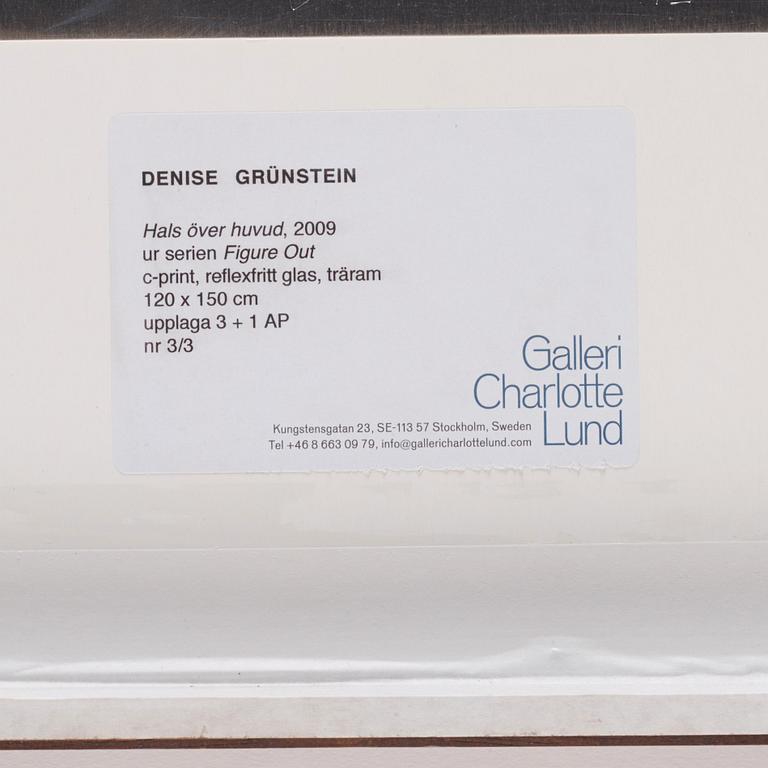 DENISE GRÜNSTEIN
Hals över huvud, 2009
ur serien Figure Out
c-print, reflexfritt glas, träram
120 x 150 cm
upplaga 3 + 1 AP
nr 3/3
Galleri
Charlotte
Lund
Kungstensgatan 23, SE-113 57 Stockholm, Sweden
Tel +46 8 663 09 79, info@gallericharlottelund.com